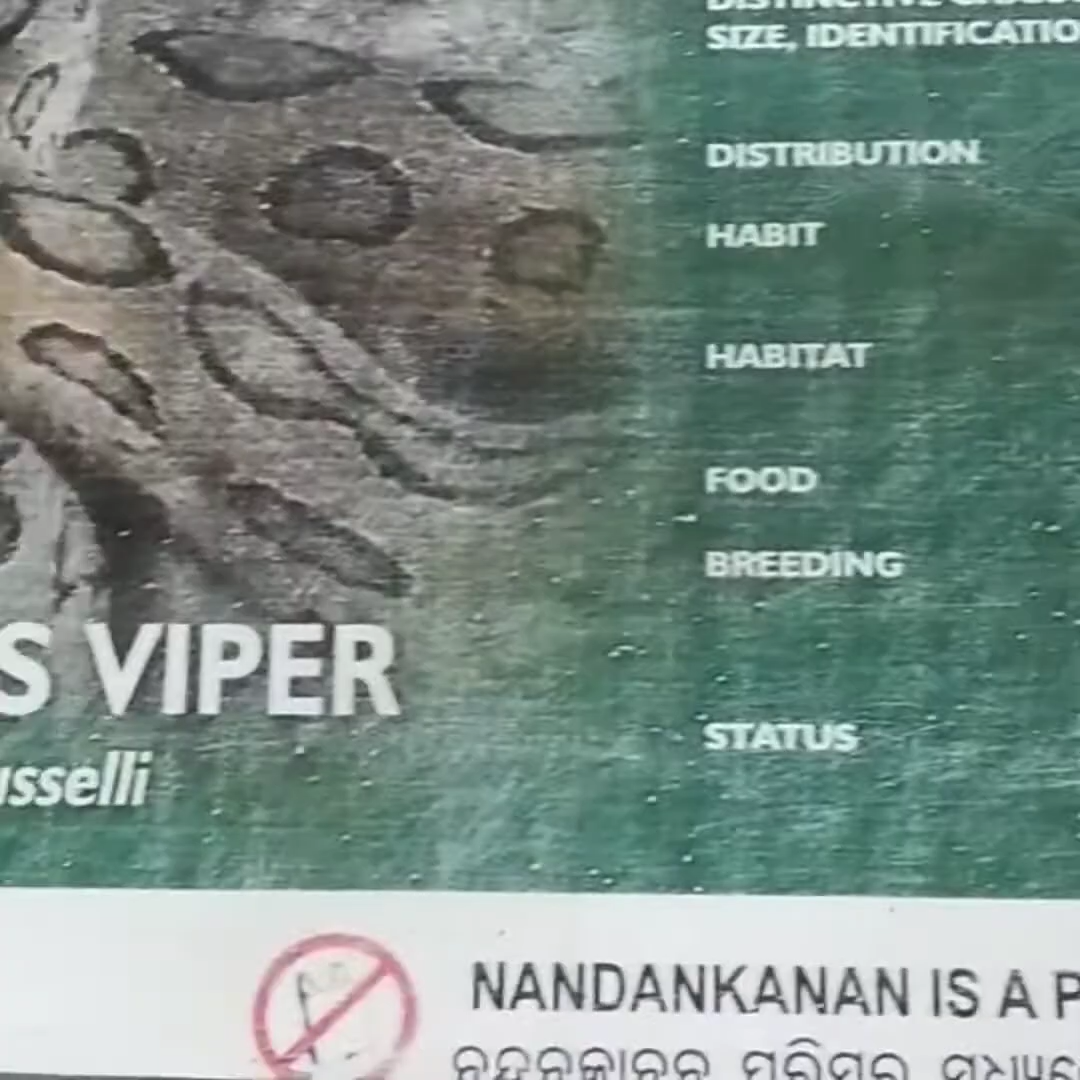 SIZE, IDENTIFICATIO
DISTRIBUTION
HABIT
HABITAT
FOOD
BREEDING
STATUS
S VIPER
usselli
NANDANKANAN IS A P